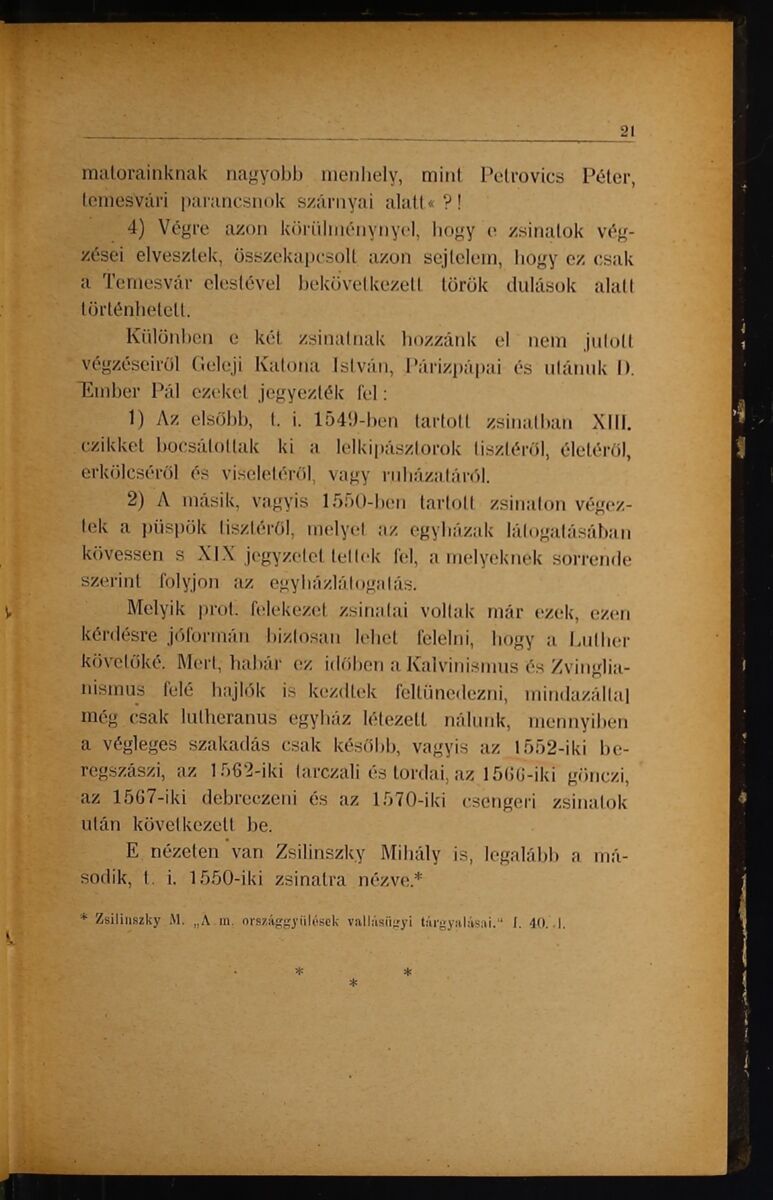 21
matorainknak nagyobb menhely, mint Petrovics Péter,
temesvári parancsnok szárnyai alatt« ?!
4) Végre azon körülménynyel, hogy e zsinatok vég-
zései elvesztek, összekapcsolt azon sejtelem, hogy ez csak
a Temesvár elestével bekövetkezett török dulások alatt
történhetett.
Különben e két zsinatnak hozzánk el nem jutott
végzéseiről Geleji Katona István, Párizpápai és utánuk D.
Ember Pál ezeket jegyezték fel:
1) Az elsőbb, t. i. 1549-ben tartott zsinatban XIII.
czikket bocsátottak ki a lelkipásztorok tisztéről, életéről,
erkölcséről és viseletéről, vagy ruházatáról.
2) A másik, vagyis 1550-ben tartott zsinaton végez-
tek a püspök tisztéről, melyet az egyházak látogatásában
kövessen s XIX jegyzetet tettek fel, a melyeknek sorrende
szerint folyjon az egyházlátogatás.
Melyik prot. felekezet zsinatai voltak már ezek, ezen
kérdésre jóformán biztosan lehet felelni, hogy a Luther
követőké. Mert, habár ez időben a Kalvinismus és Zvinglia-
nismus felé hajlók is kezdtek feltünedezni, mindazáltal
még csak lutheranus egyház létezett nálunk, mennyiben
a végleges szakadás csak később, vagyis az 1552-iki be-
regszászi, az 1562-iki tarczali és tordai, az 1566-iki gönczi,
az 1567-iki debreczeni és az 1570-iki csengeri zsinatok
után következett be.
E nézeten van Zsilinszky Mihály is, legalább a má-
sodik, t. i. 1550-iki zsinatra nézve.*
* Zsilinszky M. „A m. országgyülések vallásügyi tárgyalásai.“ I. 40. l.
* * *